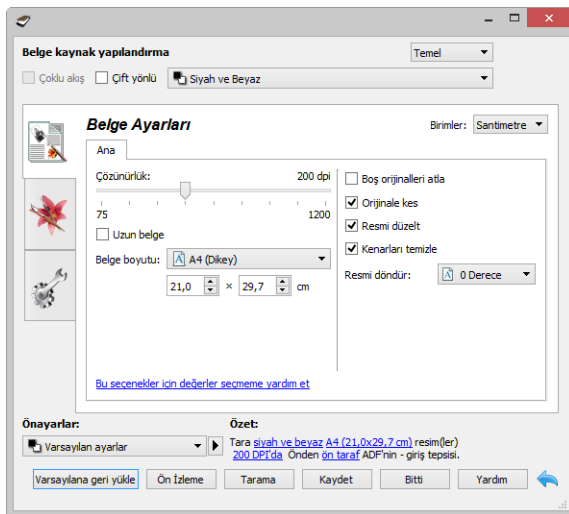 Belge kaynak yapılandırma
Temel
Çoklu akış
Çift yönlü
Siyah ve Beyaz
Belge Ayarları
Birimler:
Santimetre
Ana
Çözünürlük:
200 dpi
75
1200
Uzun belge
Belge boyutu:
A4 (Dikey)
21,0 × 29,7 cm
Boş orijinalleri atla
Orijinale kes
Resmi düzelt
Kenarları temizle
Resmi döndür:
0 Derece
Bu seçenekler için değerler seçmeme yardım et
Önayarlar:
Varsayılan ayarlar
Özet:
Tara siyah ve beyaz A4 (21,0x29,7 cm) resim(ler)
200 DPI'da Önden ön taraf ADF'nin - giriş tepsisi.
Varsayılana geri yükle
Ön İzleme
Tarama
Kaydet
Bitti
Yardım